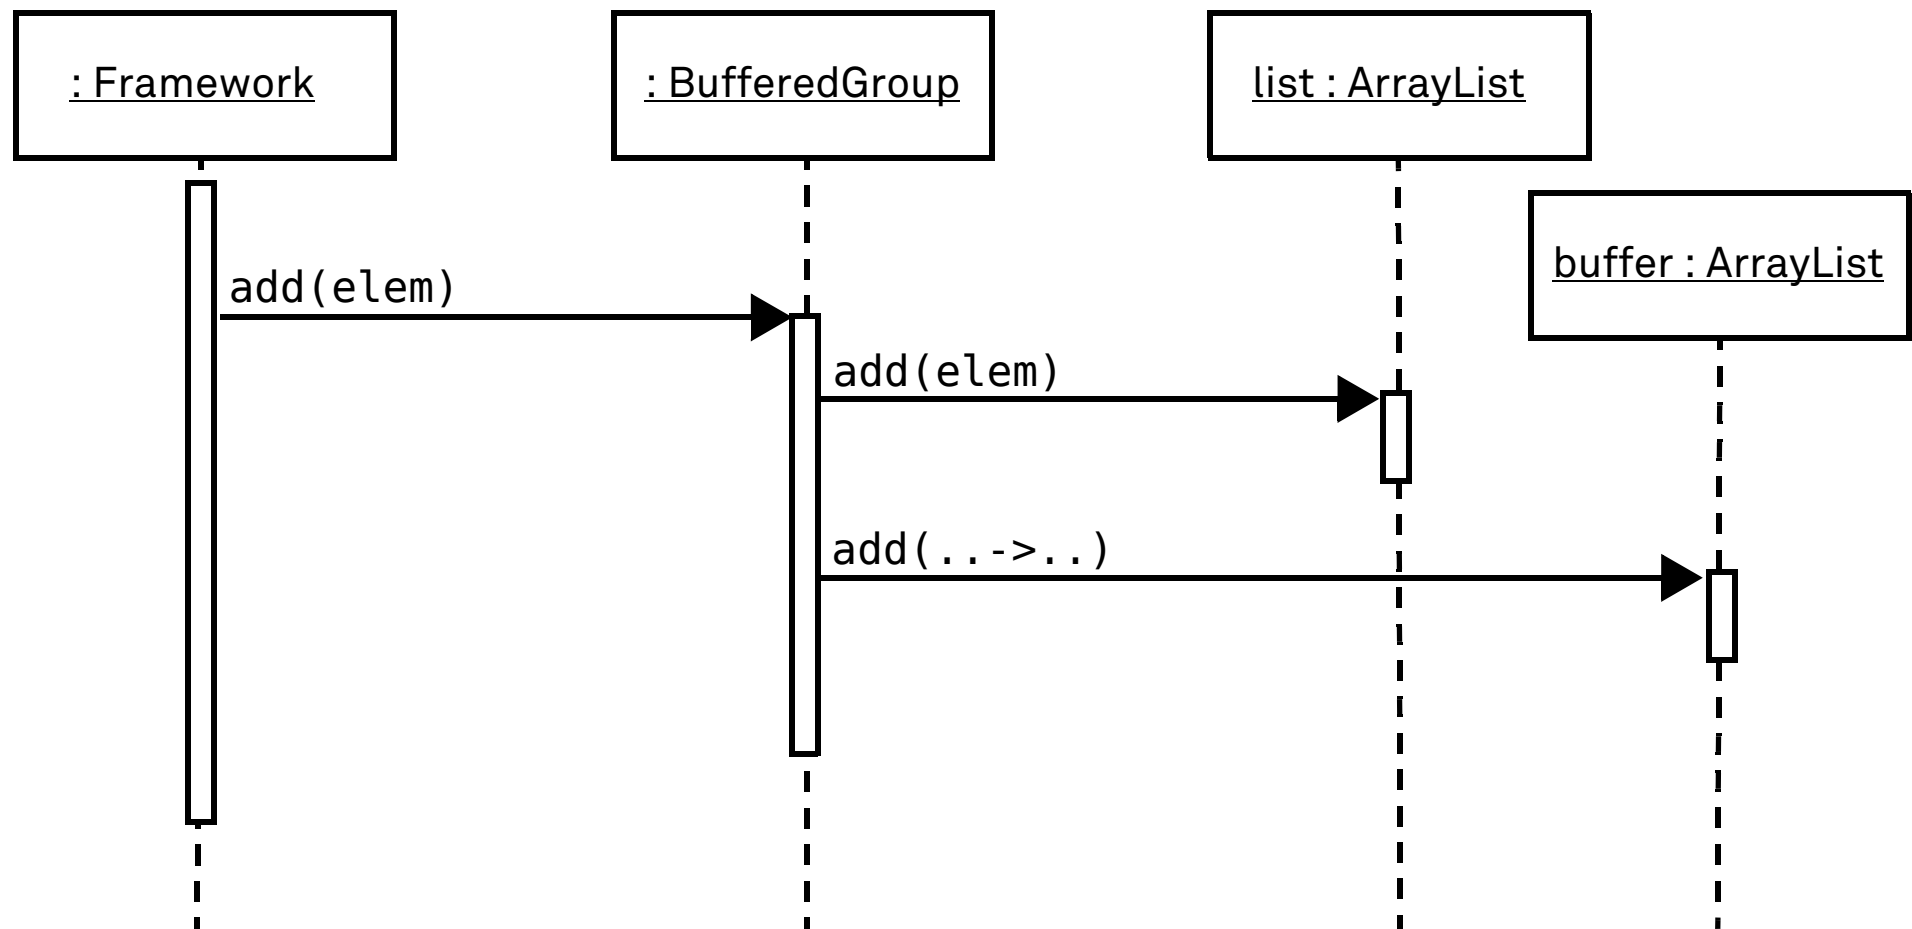 : Framework
: BufferedGroup
list : ArrayList
buffer : ArrayList
add(elem)
add(elem)
add(..->..)